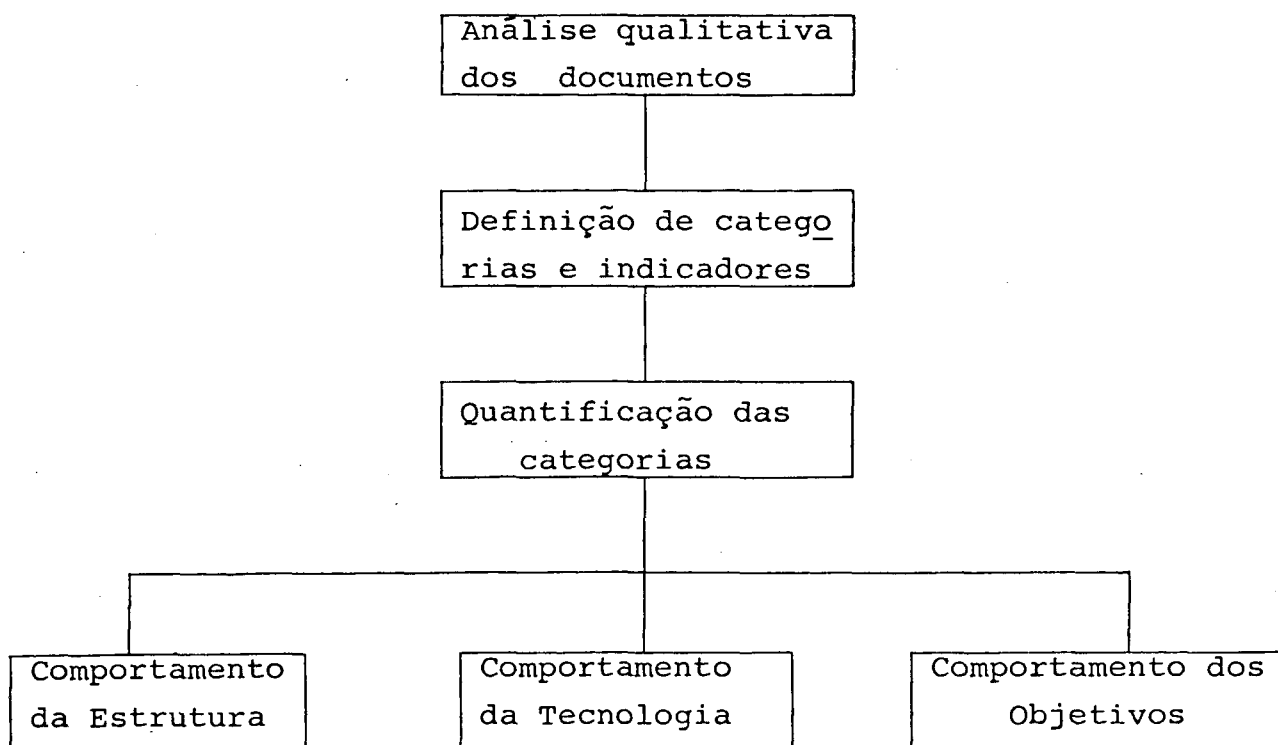 Análise qualitativa
dos documentos
Definição de catego
rias e indicadores
Quantificação das
categorias
Comportamento
da Estrutura
Comportamento
da Tecnologia
Comportamento dos
Objetivos